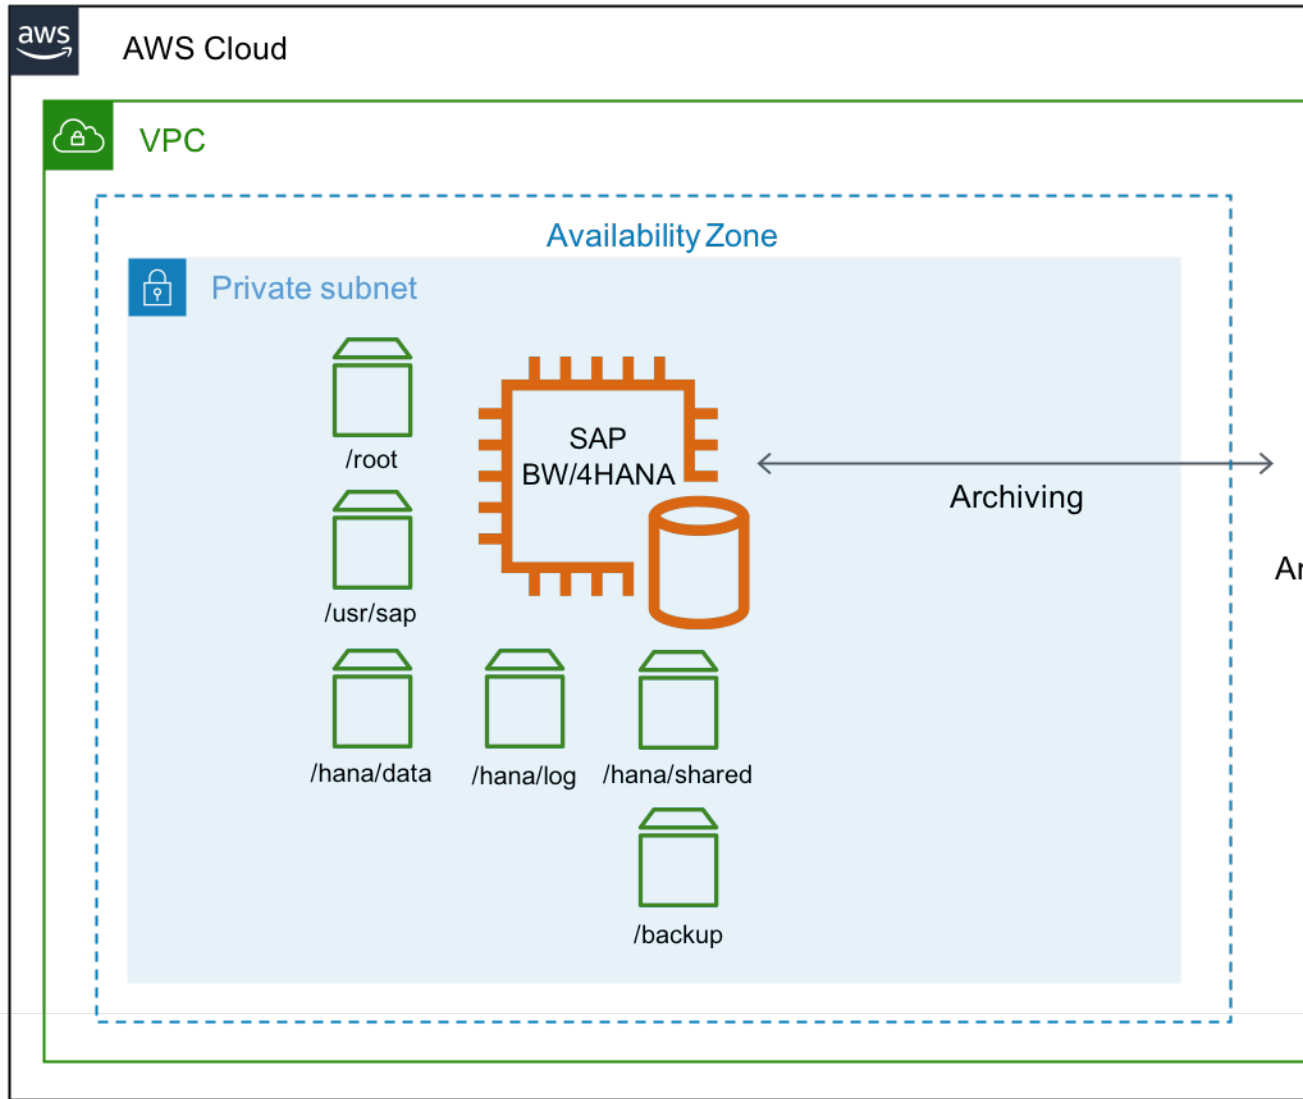 aws
AWS Cloud
VPC
Availability Zone
Private subnet
/root
SAP
BW/4HANA
Archiving
/usr/sap
/hana/data
/hana/log
/hana/shared
/backup